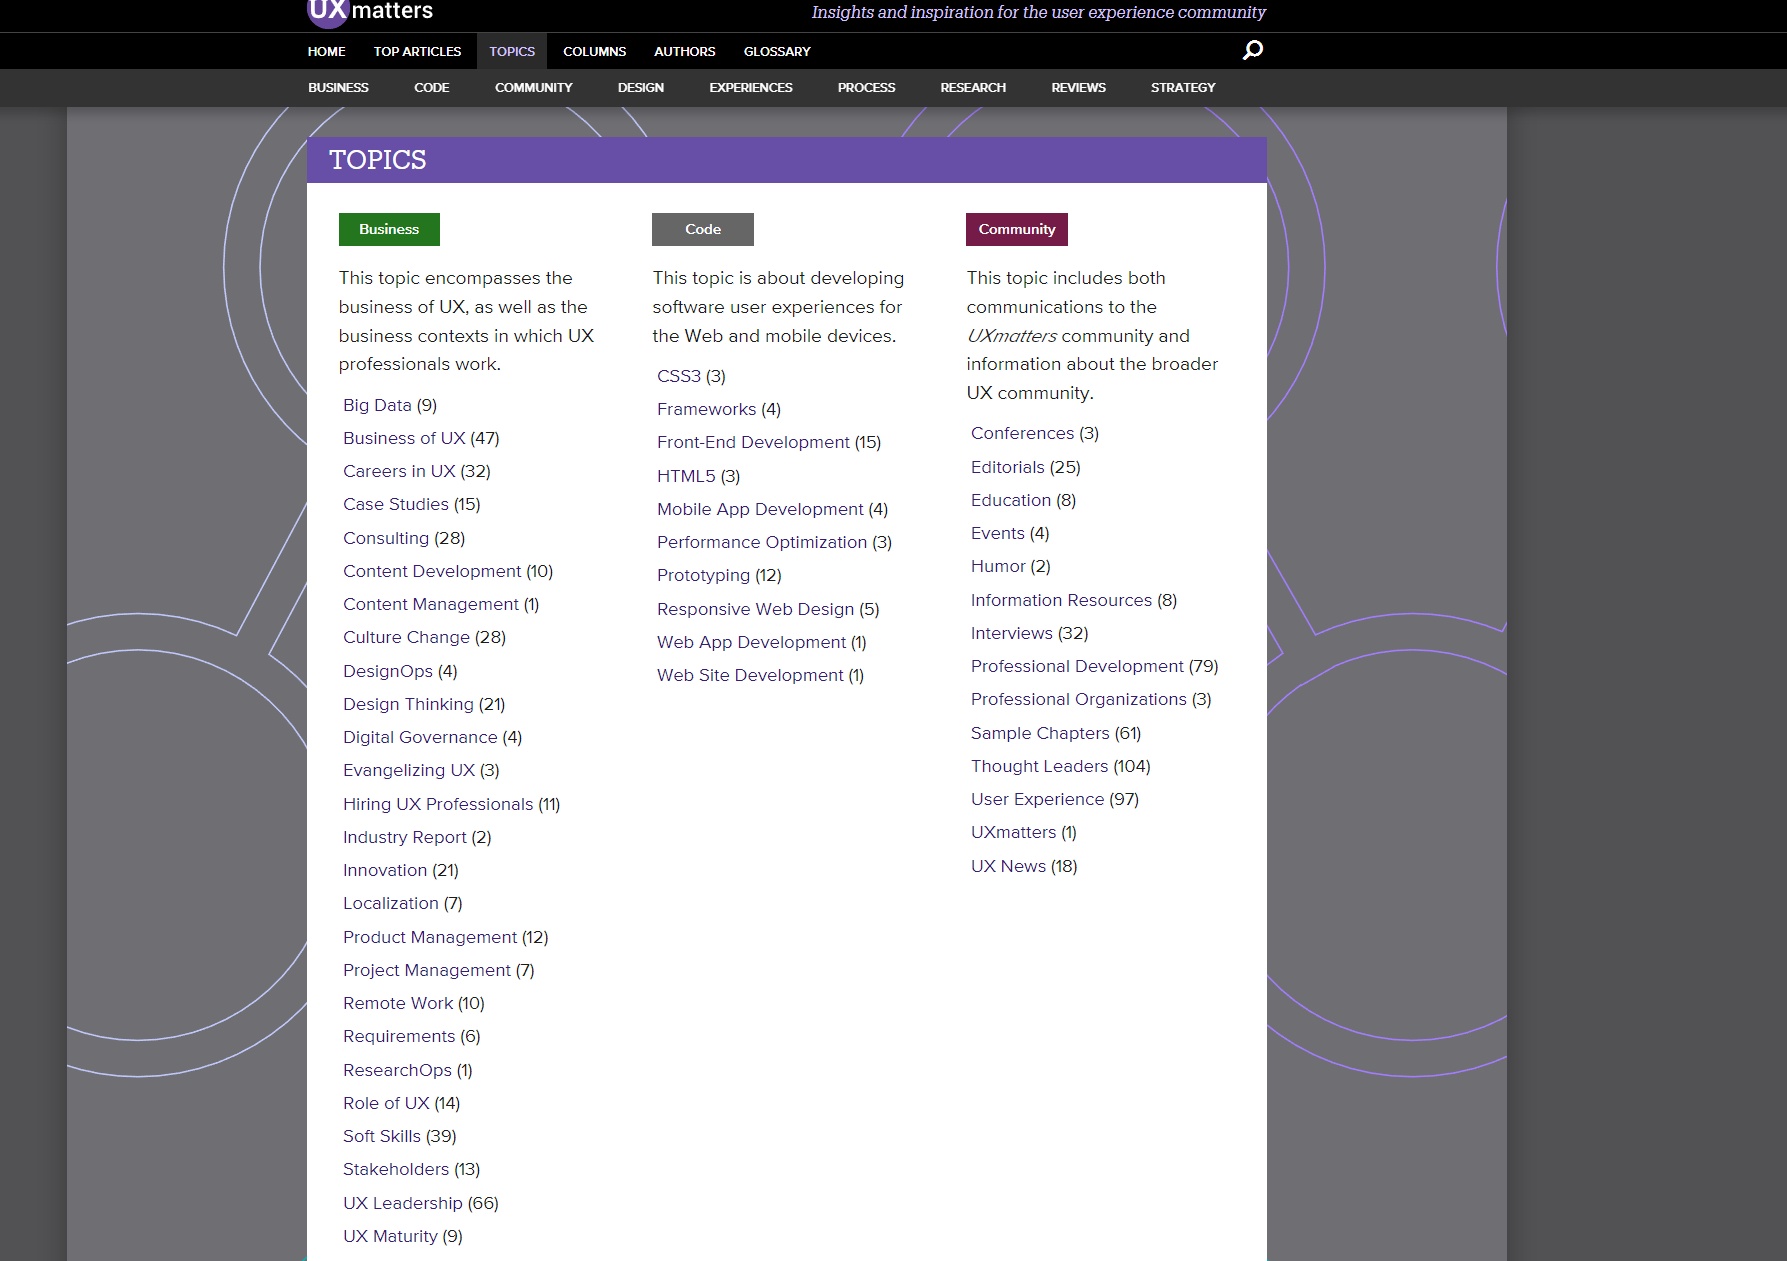 UXmatters
Insights and inspiration for the user experience community
HOME TOP ARTICLES TOPICS COLUMNS AUTHORS GLOSSARY
BUSINESS CODE COMMUNITY DESIGN EXPERIENCES PROCESS RESEARCH REVIEWS STRATEGY
TOPICS
Business
This topic encompasses the
business of UX, as well as the
business contexts in which UX
professionals work.
Big Data (9)
Business of UX (47)
Careers in UX (32)
Case Studies (15)
Consulting (28)
Content Development (10)
Content Management (1)
Culture Change (28)
DesignOps (4)
Design Thinking (21)
Digital Governance (4)
Evangelizing UX (3)
Hiring UX Professionals (11)
Industry Report (2)
Innovation (21)
Localization (7)
Product Management (12)
Project Management (7)
Remote Work (10)
Requirements (6)
ResearchOps (1)
Role of UX (14)
Soft Skills (39)
Stakeholders (13)
UX Leadership (66)
UX Maturity (9)
Code
This topic is about developing
software user experiences for
the Web and mobile devices.
CSS3 (3)
Frameworks (4)
Front-End Development (15)
HTML5 (3)
Mobile App Development (4)
Performance Optimization (3)
Prototyping (12)
Responsive Web Design (5)
Web App Development (1)
Web Site Development (1)
Community
This topic includes both
communications to the
UXmatters community and
information about the broader
UX community.
Conferences (3)
Editorials (25)
Education (8)
Events (4)
Humor (2)
Information Resources (8)
Interviews (32)
Professional Development (79)
Professional Organizations (3)
Sample Chapters (61)
Thought Leaders (104)
User Experience (97)
UXmatters (1)
UX News (18)